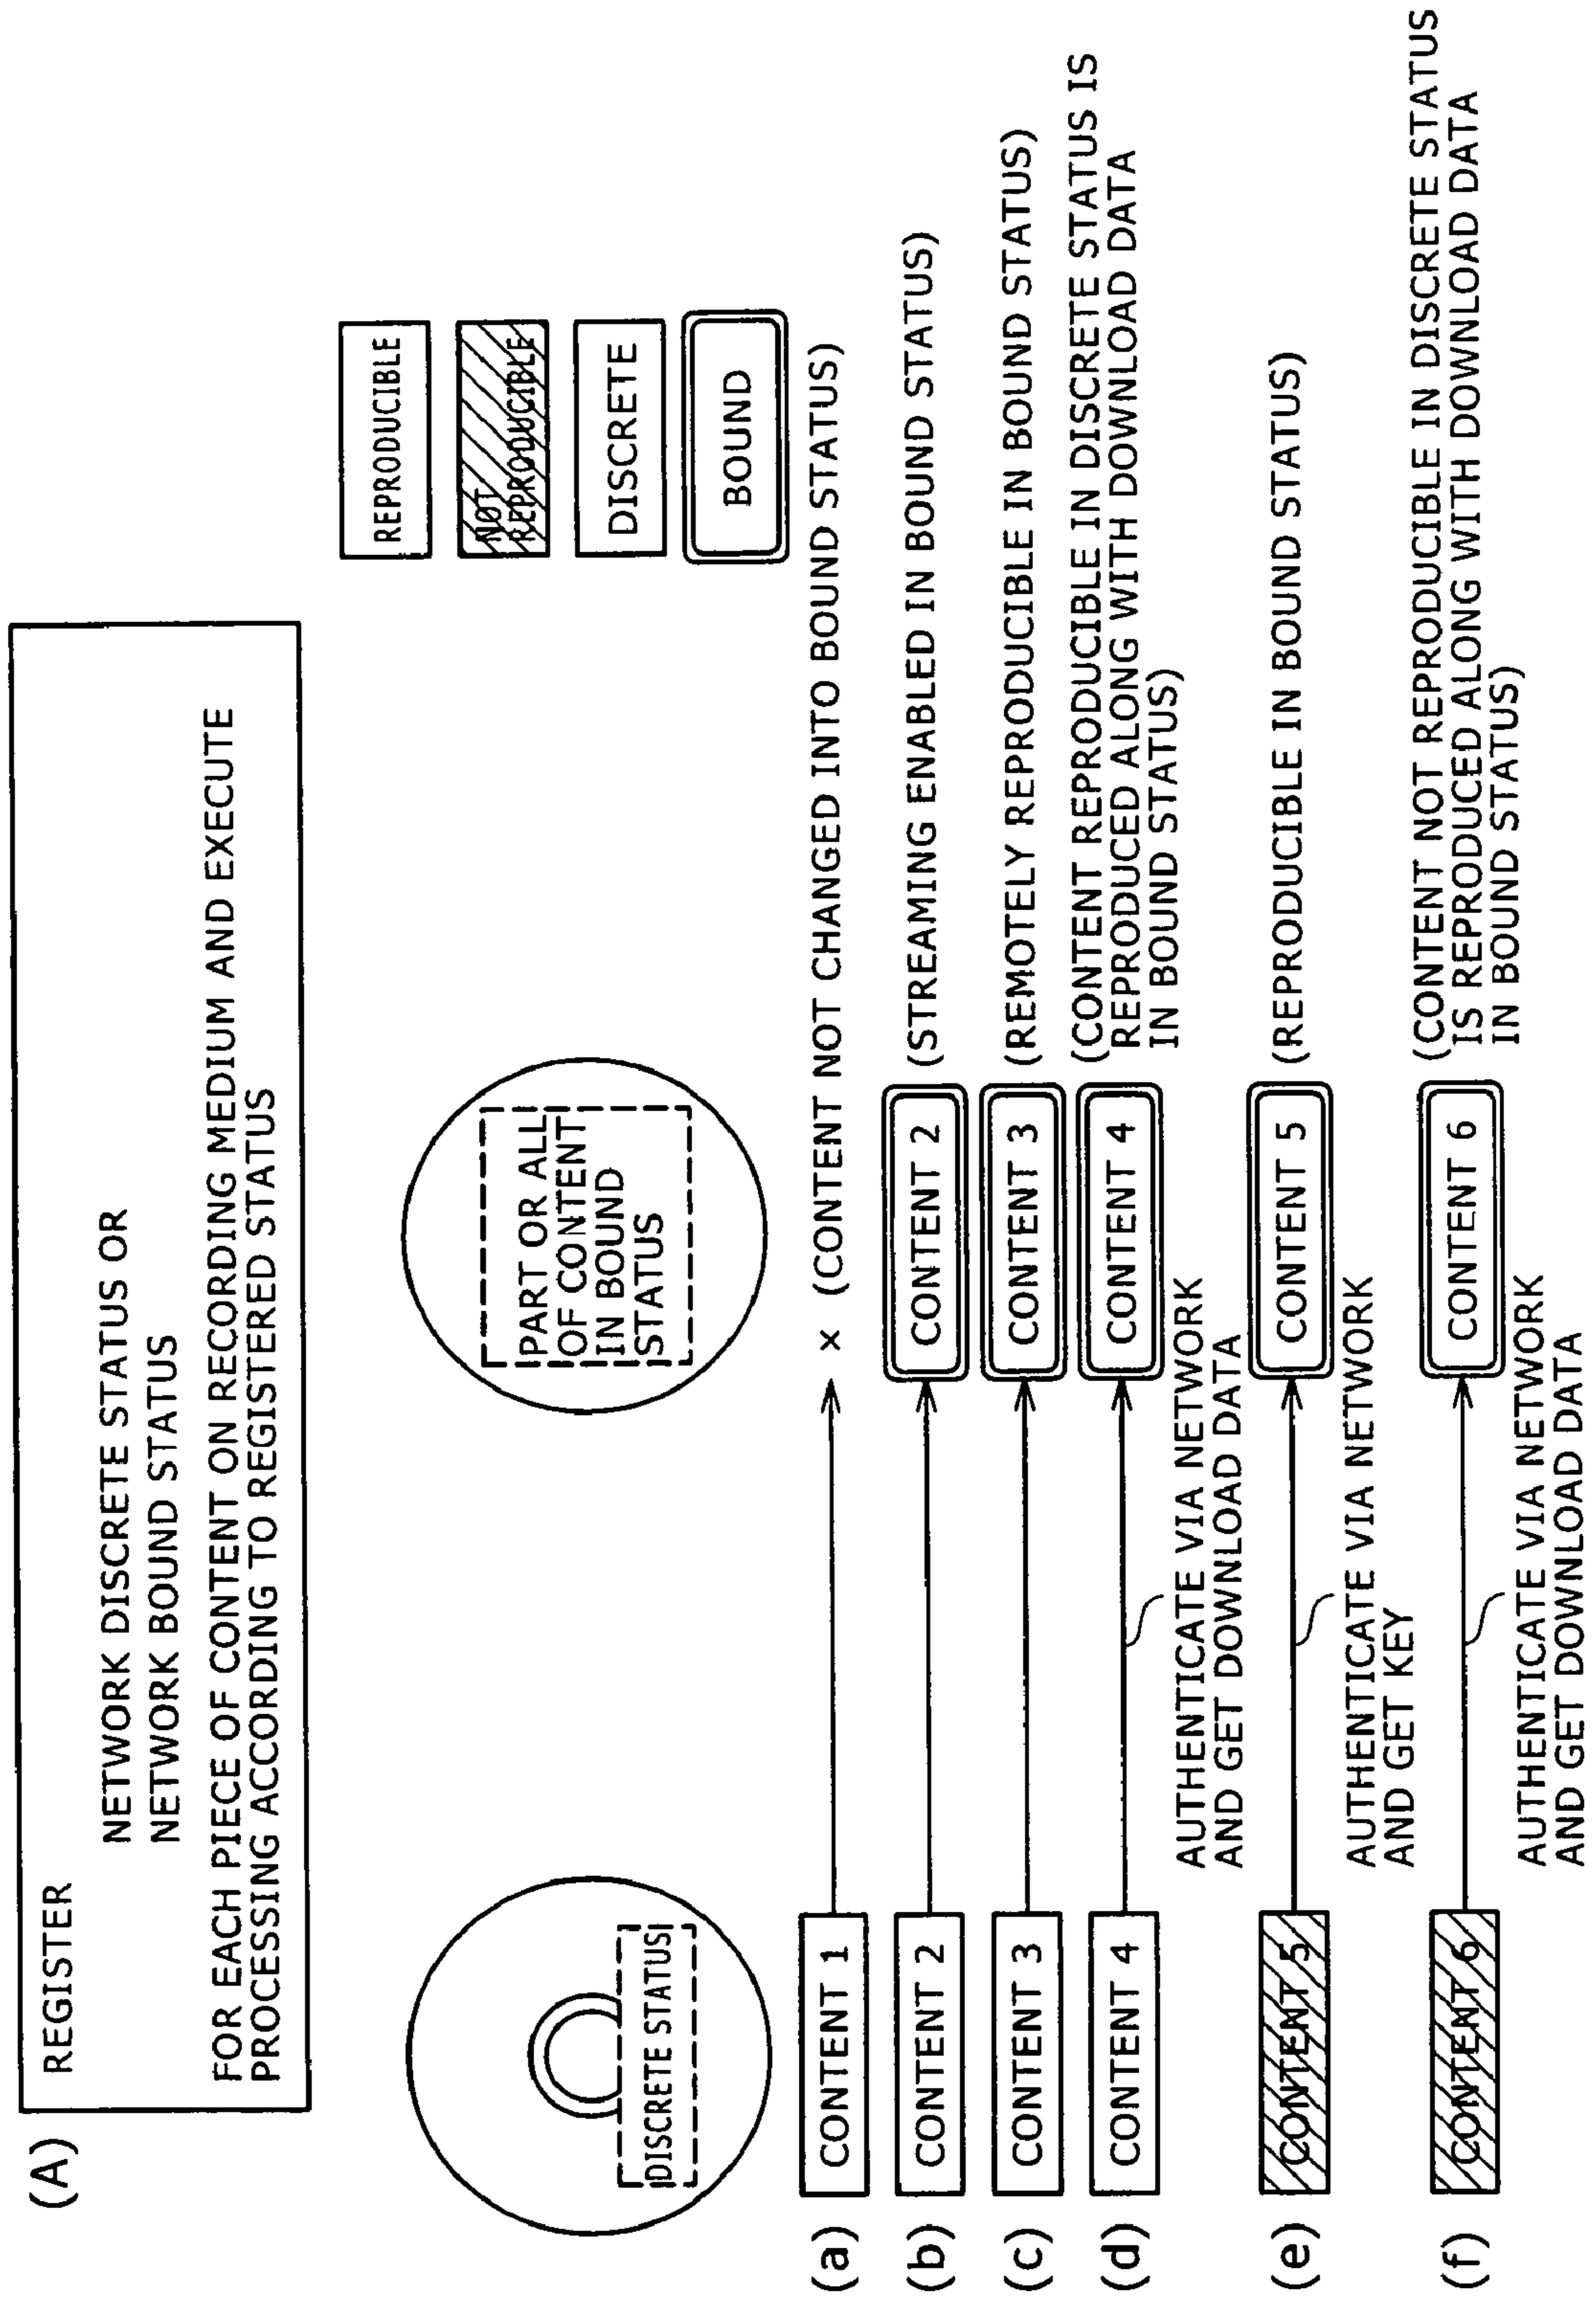 (A)
REGISTER
NETWORK DISCRETE STATUS OR
NETWORK BOUND STATUS
FOR EACH PIECE OF CONTENT ON RECORDING MEDIUM AND EXECUTE
PROCESSING ACCORDING TO REGISTERED STATUS
DISCRETE STATUS
PART OR ALL
OF CONTENT
IN BOUND
STATUS
REPRODUCIBLE
NOT
REPRODUCIBLE
DISCRETE
BOUND
(a) CONTENT 1 × (CONTENT NOT CHANGED INTO BOUND STATUS)
(b) CONTENT 2 CONTENT 2 (STREAMING ENABLED IN BOUND STATUS)
(c) CONTENT 3 CONTENT 3 (REMOTELY REPRODUCIBLE IN BOUND STATUS)
(d) CONTENT 4 CONTENT 4 (CONTENT REPRODUCIBLE IN DISCRETE STATUS IS
REPRODUCED ALONG WITH DOWNLOAD DATA
IN BOUND STATUS)
AUTHENTICATE VIA NETWORK
AND GET DOWNLOAD DATA
(e) CONTENT 5 CONTENT 5 (REPRODUCIBLE IN BOUND STATUS)
AUTHENTICATE VIA NETWORK
AND GET KEY
(f) CONTENT 6 CONTENT 6 (CONTENT NOT REPRODUCIBLE IN DISCRETE STATUS
IS REPRODUCED ALONG WITH DOWNLOAD DATA
IN BOUND STATUS)
AUTHENTICATE VIA NETWORK
AND GET DOWNLOAD DATA